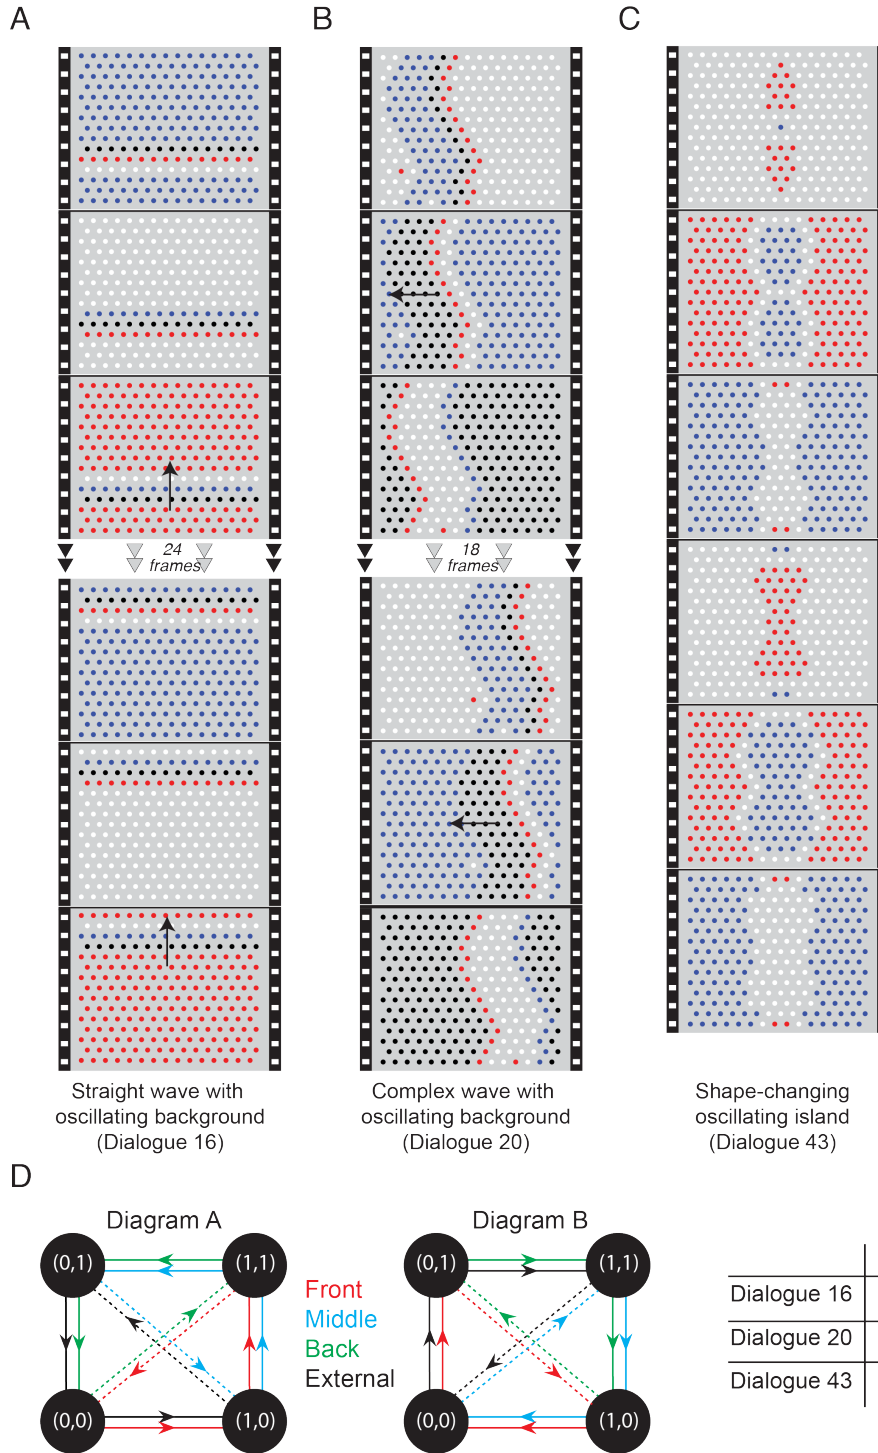 A
B
C
24
frames
18
frames
Straight wave with
oscillating background
(Dialogue 16)
Complex wave with
oscillating background
(Dialogue 20)
Shape-changing
oscillating island
(Dialogue 43)
D
Diagram A
Diagram B
(0,1)
(1,1)
(0,1)
(1,1)
Front
Middle
Back
External
Dialogue 16
Dialogue 20
Dialogue 43
(0,0)
(1,0)
(0,0)
(1,0)